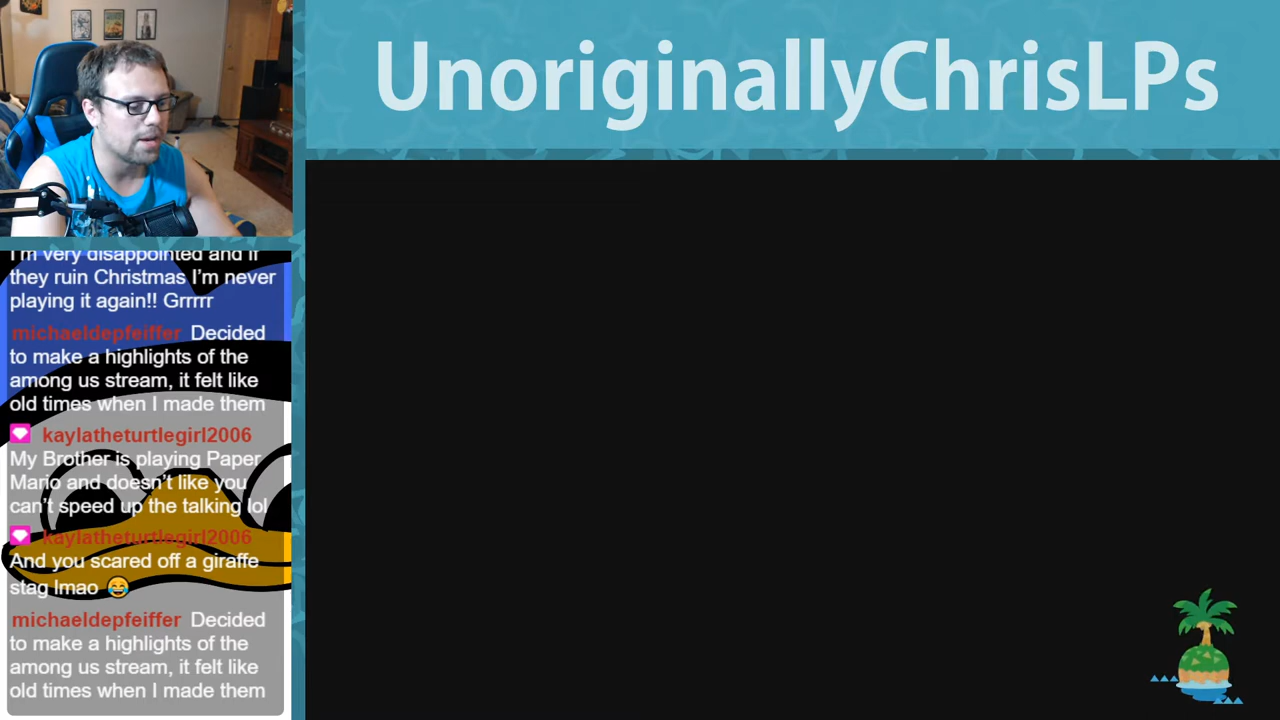 UnoriginallyChrisLPs
I'm very disappointed and if
they ruin Christmas I'm never
playing it again!! Grrrrr
michaeldepfeiffer Decided
to make a highlights of the
among us stream, it felt like
old times when I made them
kaylatheturtlegirl2006
My Brother is playing Paper
Mario and doesn't like you
can't speed up the talking lol
kaylatheturtlegirl2006
And you scared off a giraffe
stag lmao 😂
michaeldepfeiffer Decided
to make a highlights of the
among us stream, it felt like
old times when I made them